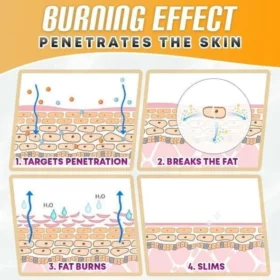 BURNING EFFECT
PENETRATES THE SKIN
1. TARGETS PENETRATION
2. BREAKS THE FAT
H₂O
H₂O
3. FAT BURNS
4. SLIMS